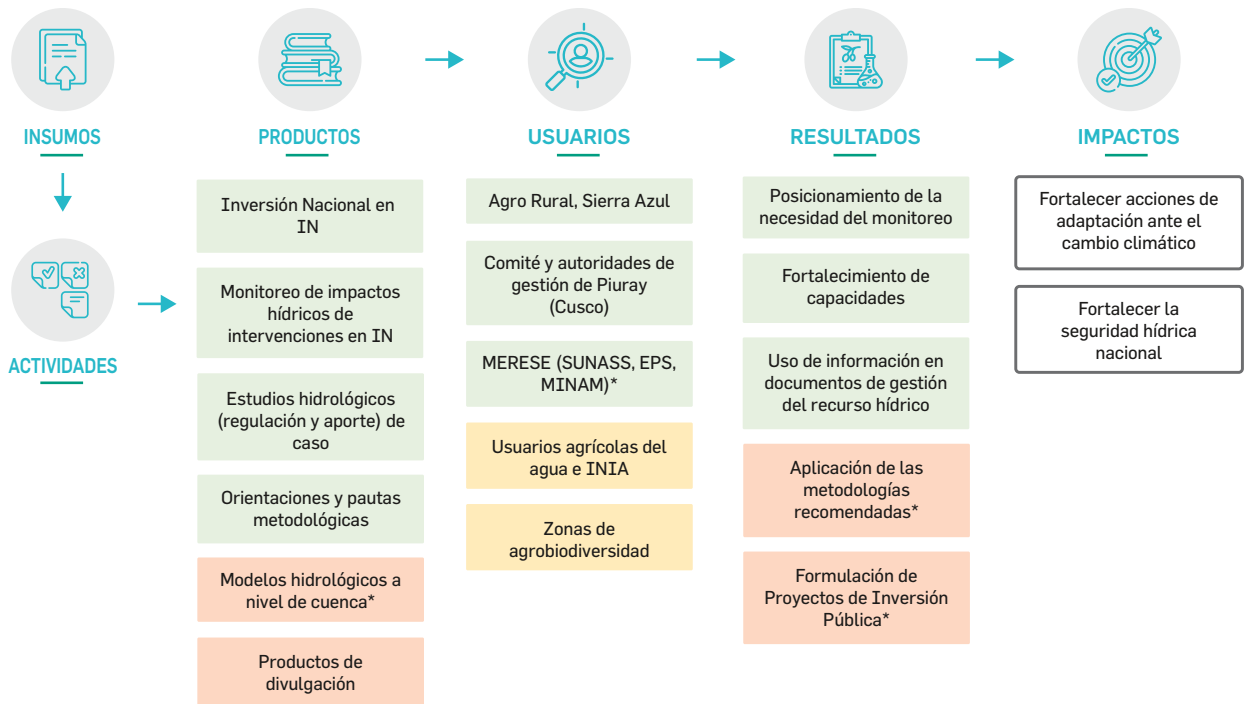 INSUMOS
ACTIVIDADES
PRODUCTOS
Inversión Nacional en
IN
Monitoreo de impactos
hídricos de
intervenciones en IN
Estudios hidrológicos
(regulación y aporte) de
caso
Orientaciones y pautas
metodológicas
Modelos hidrológicos a
nivel de cuenca*
Productos de
divulgación
USUARIOS
Agro Rural, Sierra Azul
Comité y autoridades de
gestión de Piuray
(Cusco)
MERESE (SUNASS, EPS,
MINAM)*
Usuarios agrícolas del
agua e INIA
Zonas de
agrobiodiversidad
RESULTADOS
Posicionamiento de la
necesidad del monitoreo
Fortalecimiento de
capacidades
Uso de información en
documentos de gestión
del recurso hídrico
Aplicación de las
metodologías
recomendadas*
Formulación de
Proyectos de Inversión
Pública*
IMPACTOS
Fortalecer acciones de
adaptación ante el
cambio climático
Fortalecer la
seguridad hídrica
nacional